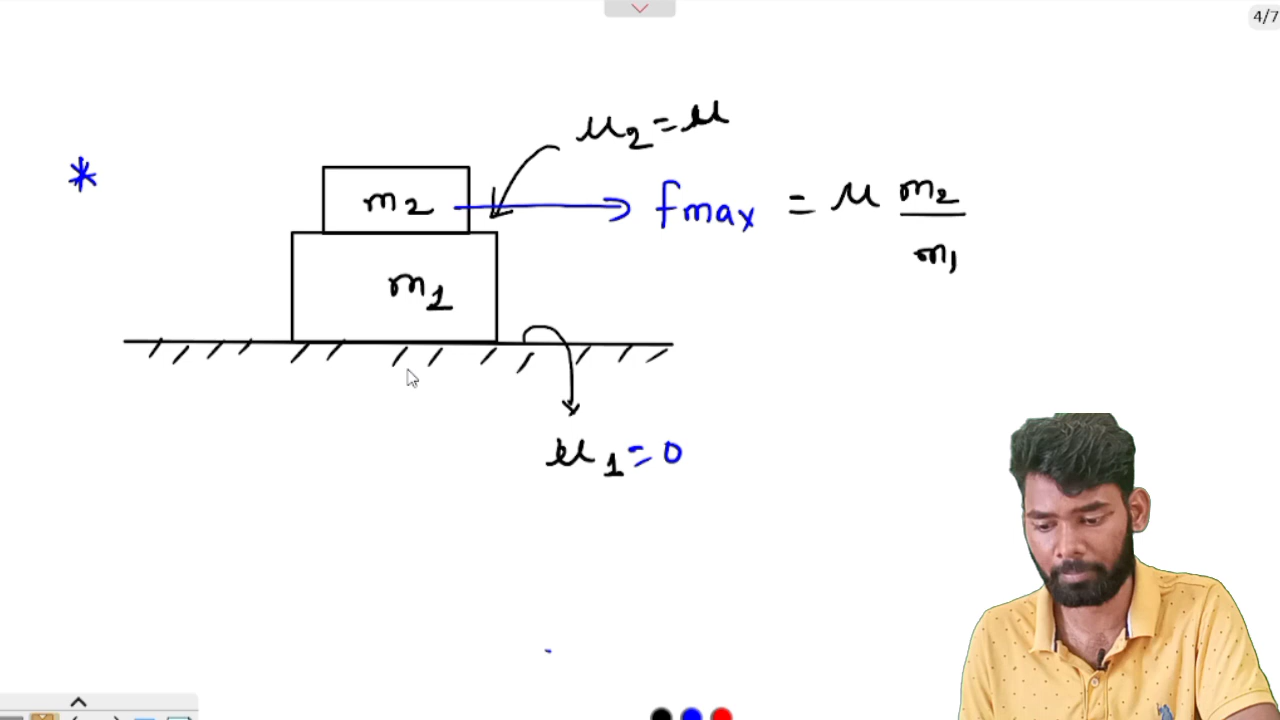 4/7
μ₂ = μ
*
m₂
fmax = μ m₂/m₁
m₁
μ₁ = 0